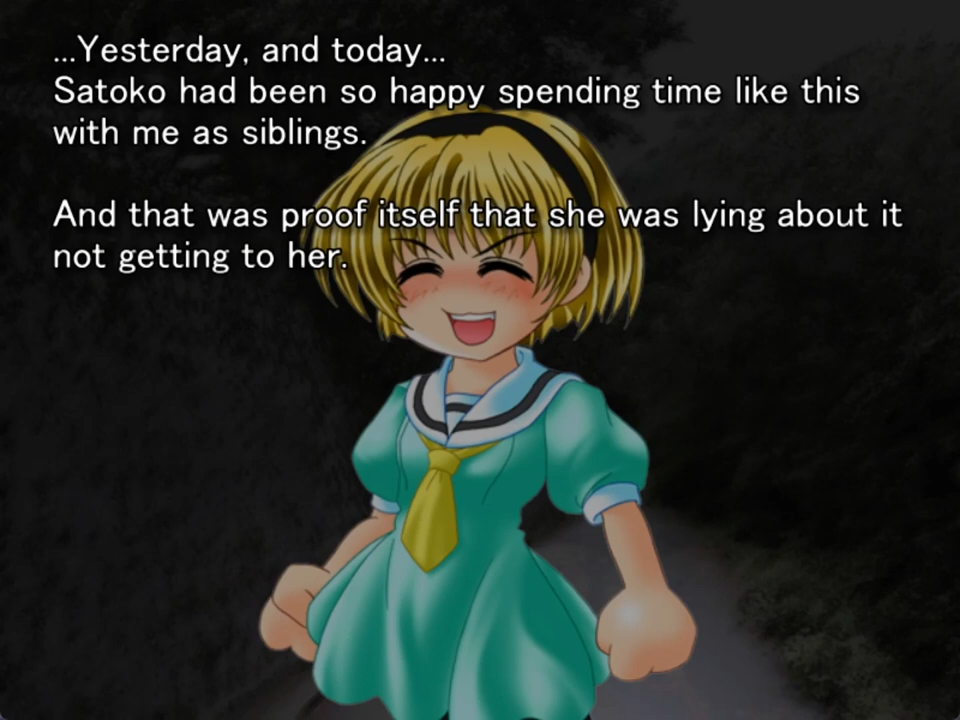 ...Yesterday, and today...
Satoko had been so happy spending time like this
with me as siblings.
And that was proof itself that she was lying about it
not getting to her.